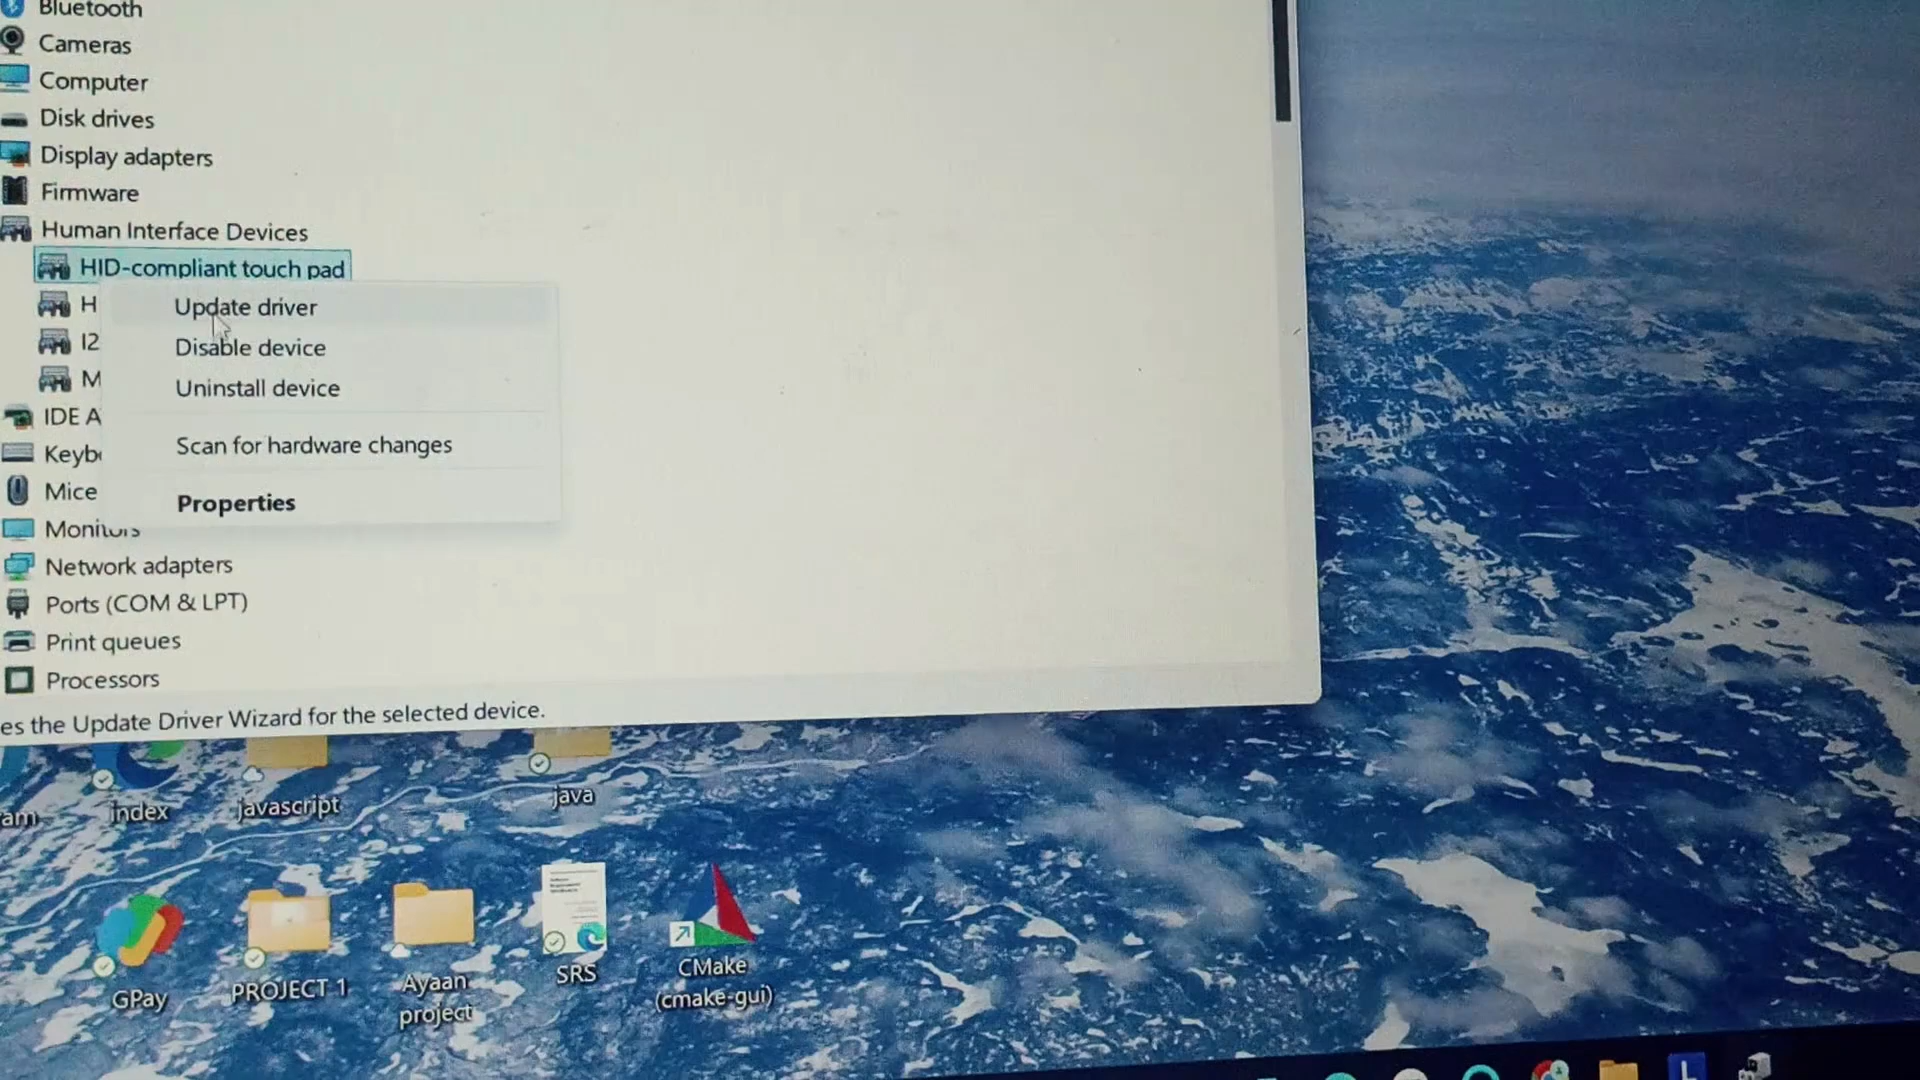 Bluetooth
Cameras
Computer
Disk drives
Display adapters
Firmware
Human Interface Devices
HID-compliant touch pad
H
Update driver
I2
Disable device
M
Uninstall device
IDE A
Scan for hardware changes
Keyb
Mice
Properties
Monitors
Network adapters
Ports (COM & LPT)
Print queues
Processors
es the Update Driver Wizard for the selected device.
am
index
javascript
java
GPay
PROJECT 1
Ayaan
project
SRS
CMake
(cmake-gui)